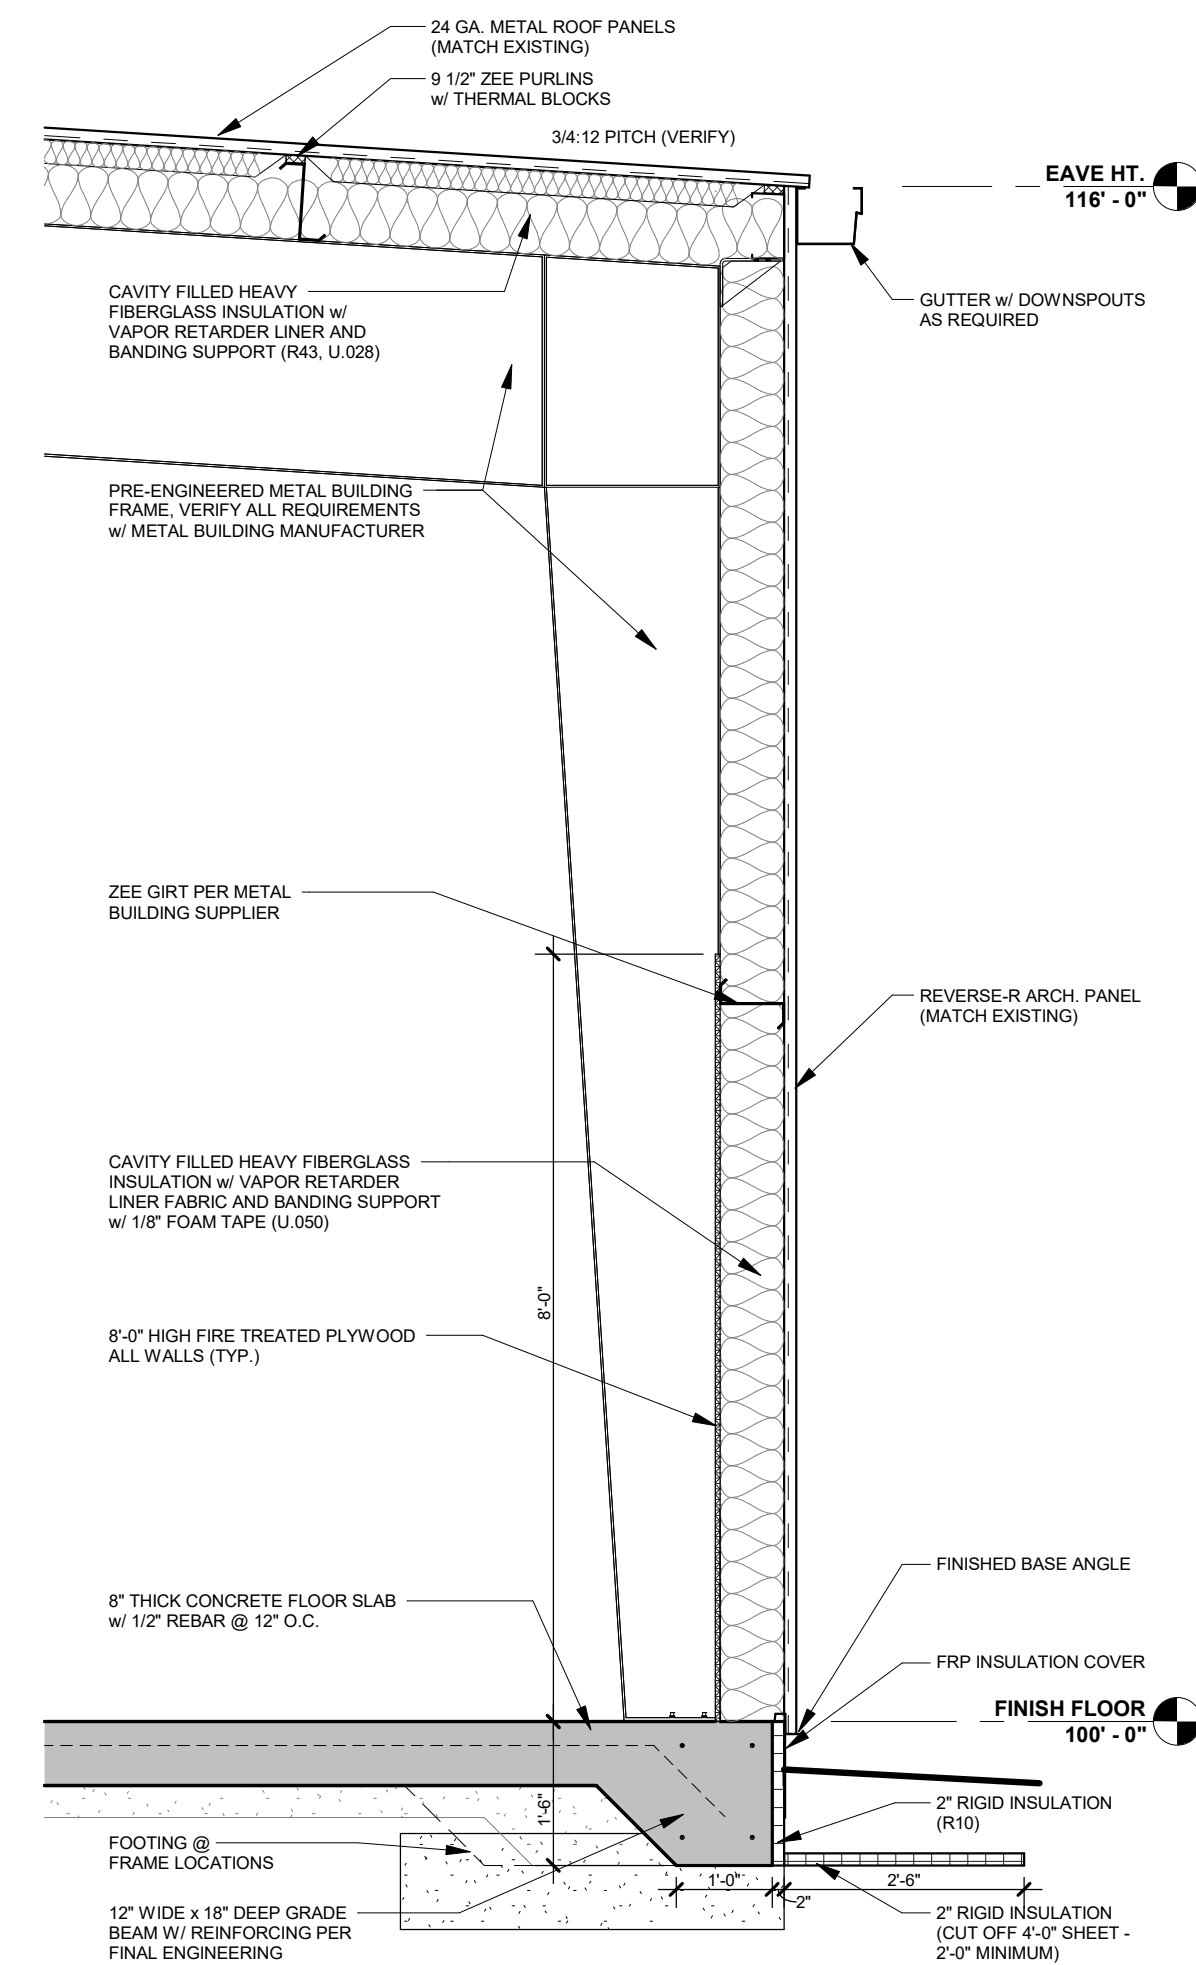 24 GA. METAL ROOF PANELS
(MATCH EXISTING)
9 1/2" ZEE PURLINS
w/ THERMAL BLOCKS
3/4:12 PITCH (VERIFY)
EAVE HT.
116' - 0"
GUTTER w/ DOWNSPOUTS
AS REQUIRED
CAVITY FILLED HEAVY
FIBERGLASS INSULATION w/
VAPOR RETARDER LINER AND
BANDING SUPPORT (R43, U.028)
PRE-ENGINEERED METAL BUILDING
FRAME, VERIFY ALL REQUIREMENTS
w/ METAL BUILDING MANUFACTURER
ZEE GIRT PER METAL
BUILDING SUPPLIER
REVERSE-R ARCH. PANEL
(MATCH EXISTING)
CAVITY FILLED HEAVY FIBERGLASS
INSULATION w/ VAPOR RETARDER
LINER FABRIC AND BANDING SUPPORT
w/ 1/8" FOAM TAPE (U.050)
8'-0"
8'-0" HIGH FIRE TREATED PLYWOOD
ALL WALLS (TYP.)
FINISHED BASE ANGLE
8" THICK CONCRETE FLOOR SLAB
w/ 1/2" REBAR @ 12" O.C.
FRP INSULATION COVER
FINISH FLOOR
100' - 0"
1'-6"
2" RIGID INSULATION
(R10)
FOOTING @
FRAME LOCATIONS
1'-0"
2"
2'-6"
12" WIDE x 18" DEEP GRADE
BEAM W/ REINFORCING PER
FINAL ENGINEERING
2" RIGID INSULATION
(CUT OFF 4'-0" SHEET -
2'-0" MINIMUM)